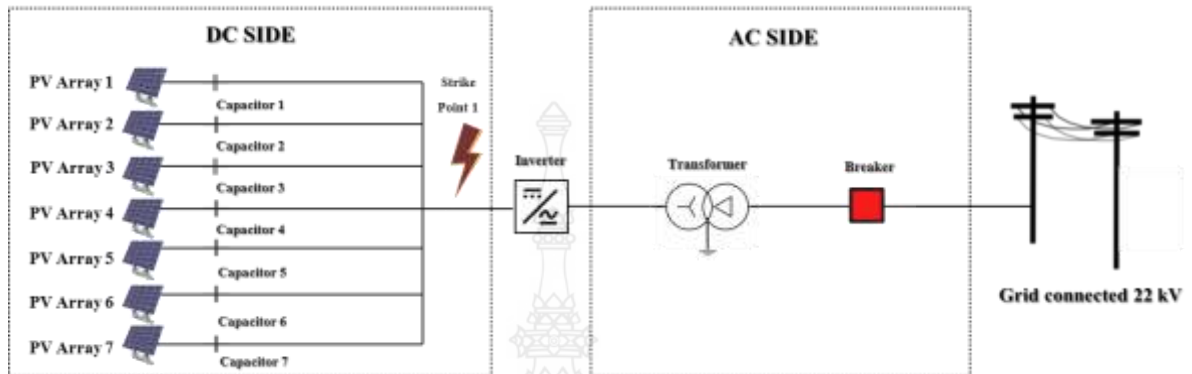 DC SIDE
AC SIDE
PV Array 1
Capacitor 1
PV Array 2
Capacitor 2
PV Array 3
Capacitor 3
PV Array 4
Capacitor 4
PV Array 5
Capacitor 5
PV Array 6
Capacitor 6
PV Array 7
Capacitor 7
Strike
Point 1
Inverter
Transformer
Breaker
Grid connected 22 kV